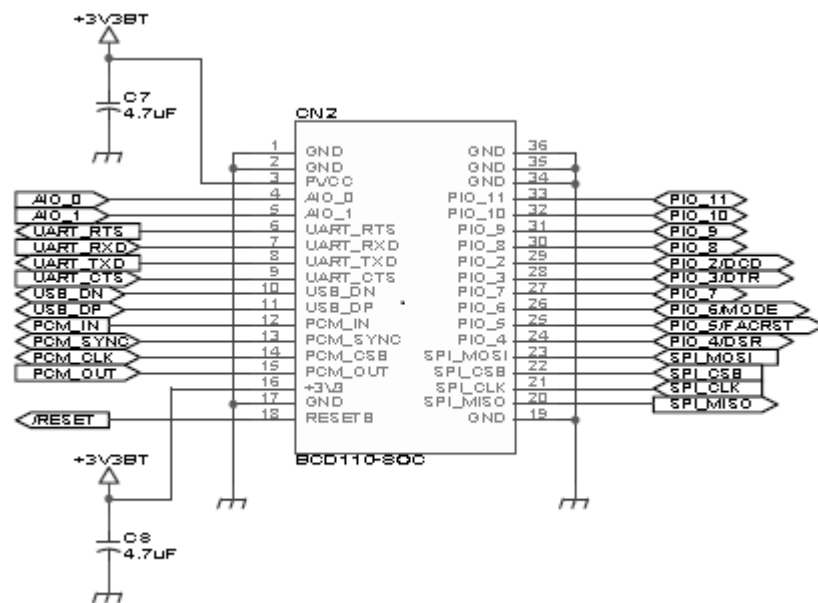 +3V3BT
C7
4.7uF
CN2
1 GND GND 36
2 GND GND 35
3 PVCC GND 34
AIO_0 4 AIO_0 PIO_11 33 PIO_11
AIO_1 5 AIO_1 PIO_10 32 PIO_10
UART_RTS 6 UART_RTS PIO_9 31 PIO_9
UART_RXD 7 UART_RXD PIO_8 30 PIO_8
UART_TXD 8 UART_TXD PIO_2 29 PIO_2/DCD
UART_CTS 9 UART_CTS PIO_3 28 PIO_3/DTR
USB_DN 10 USB_DN PIO_7 27 PIO_7
USB_DP 11 USB_DP PIO_6 26 PIO_6/MODE
PCM_IN 12 PCM_IN PIO_5 25 PIO_5/FACRST
PCM_SYNC 13 PCM_SYNC PIO_4 24 PIO_4/DSR
PCM_CLK 14 PCM_CSB SPI_MOSI 23 SPI_MOSI
PCM_OUT 15 PCM_OUT SPI_CSB 22 SPI_CSB
16 +3V3 SPI_CLK 21 SPI_CLK
17 GND SPI_MISO 20 SPI_MISO
/RESET 18 RESETB GND 19
BCD110-SOC
+3V3BT
C8
4.7uF